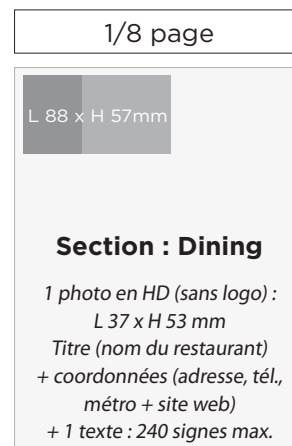 1/8 page
L 88 x H 57mm
Section : Dining
1 photo en HD (sans logo) :
L 37 x H 53 mm
Titre (nom du restaurant)
+ coordonnées (adresse, tél.,
métro + site web)
+ 1 texte : 240 signes max.